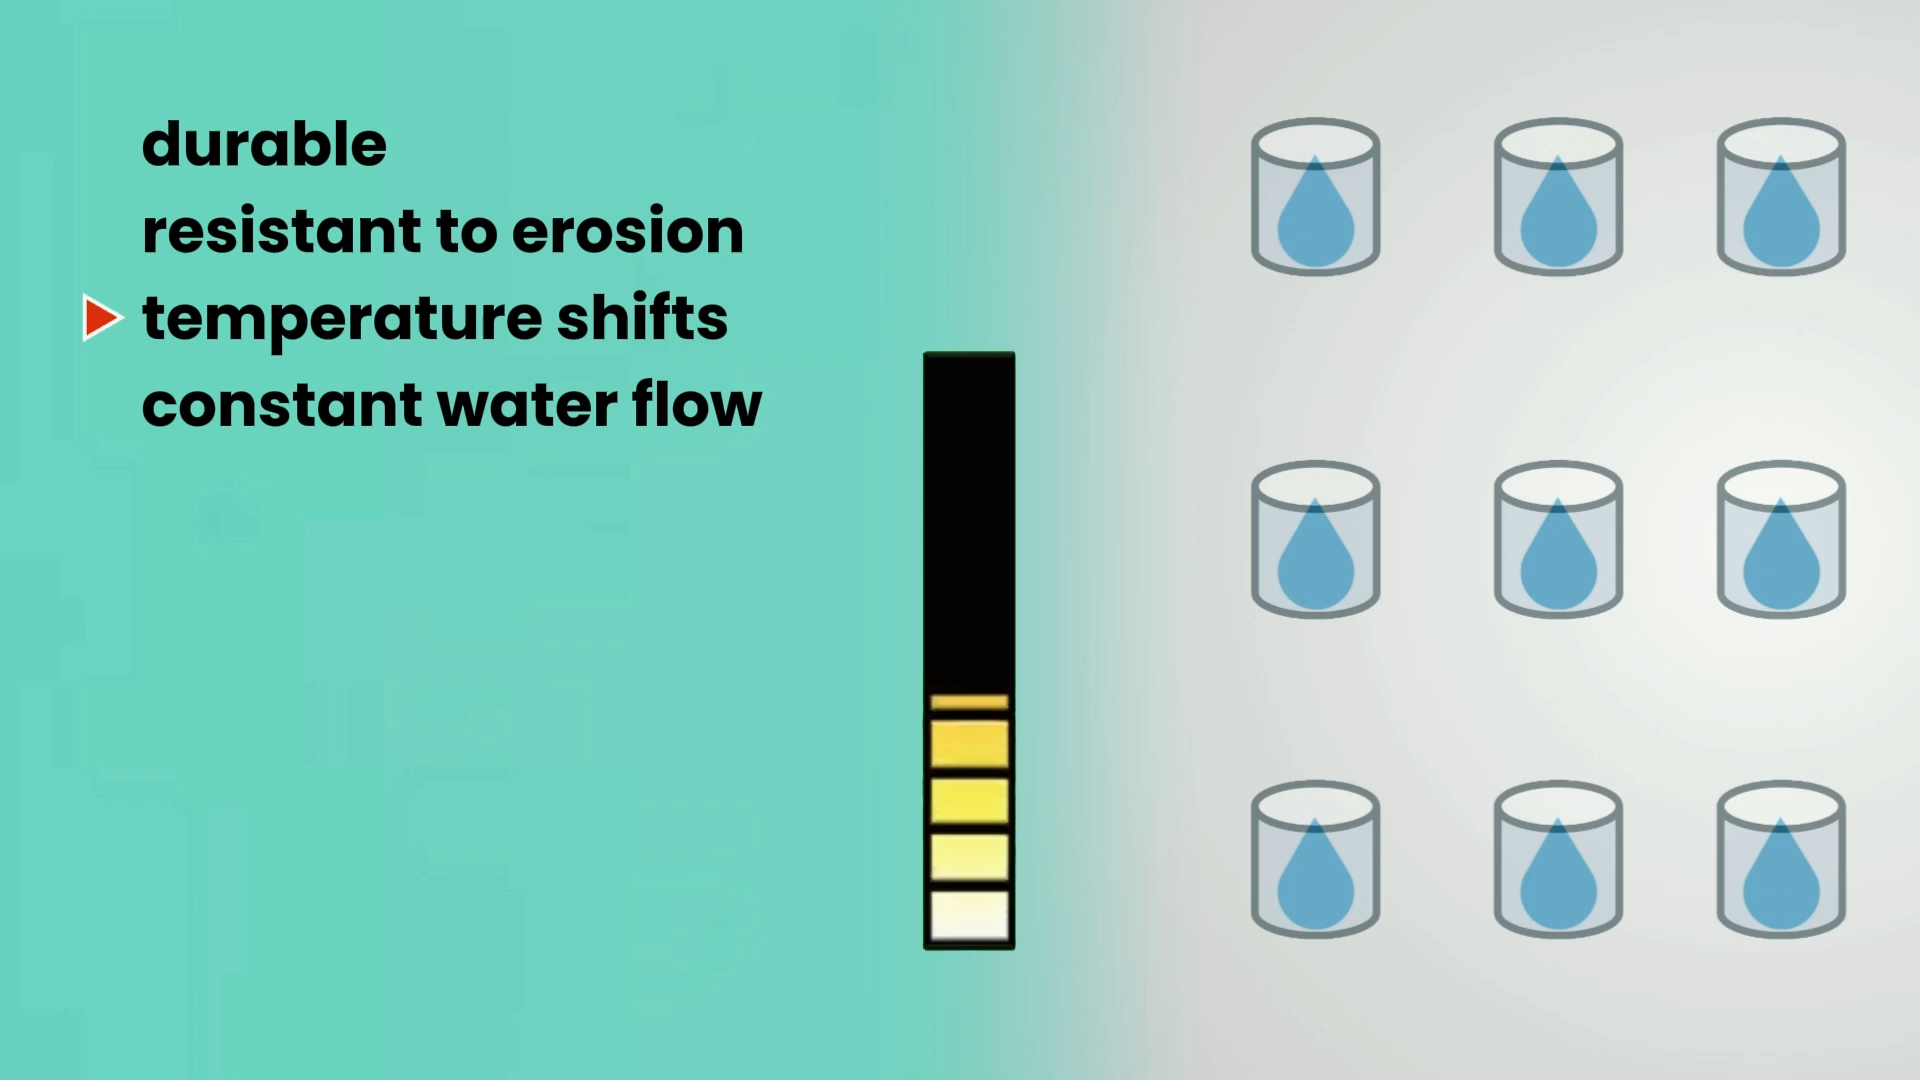 durable
resistant to erosion
temperature shifts
constant water flow